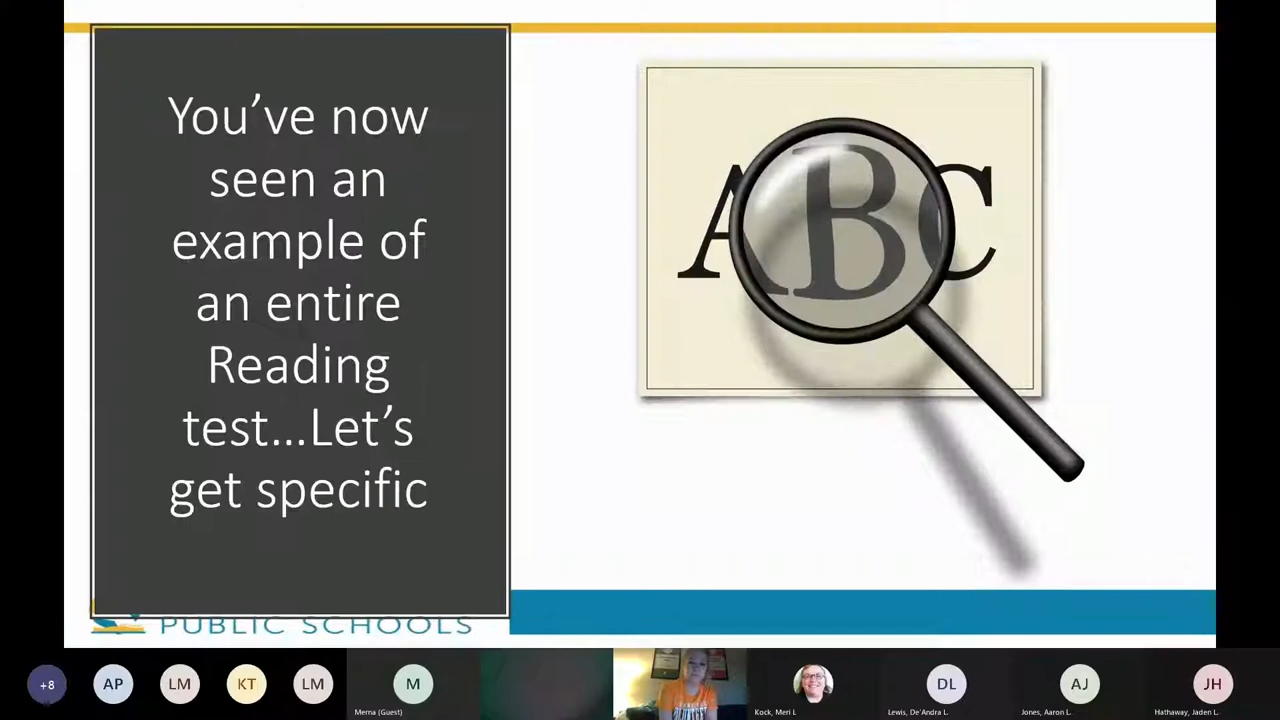 You’ve now
seen an
example of
an entire
Reading
test...Let’s
get specific
ABC
PUBLIC SCHOOLS
+8
AP
LM
KT
LM
M
DL
AJ
JH
Merna (Guest)
Kock, Meri L
Lewis, De'Andra L.
Jones, Aaron L.
Hathaway, Jaden L.